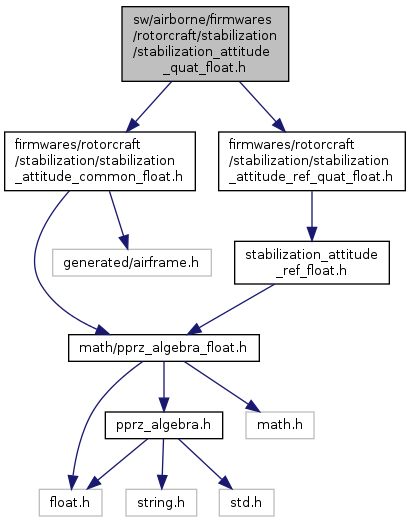 sw/airborne/firmwares
/rotorcraft/stabilization
/stabilization_attitude
_quat_float.h
firmwares/rotorcraft
/stabilization/stabilization
_attitude_common_float.h
firmwares/rotorcraft
/stabilization/stabilization
_attitude_ref_quat_float.h
generated/airframe.h
stabilization_attitude
_ref_float.h
math/pprz_algebra_float.h
pprz_algebra.h
math.h
float.h
string.h
std.h